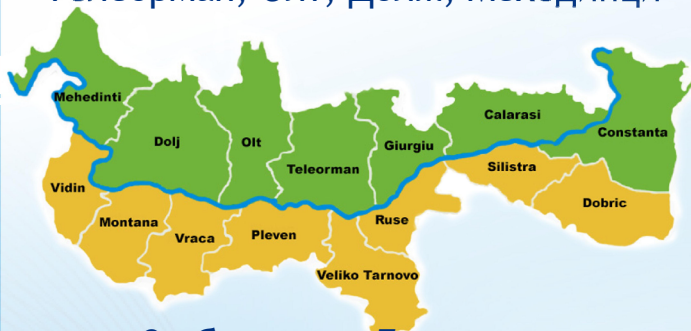 Mehedinti
Calarasi
Constanta
Dolj
Olt
Giurgiu
Teleorman
Silistra
Vidin
Dobric
Montana
Ruse
Vraca
Pleven
Veliko Tarnovo